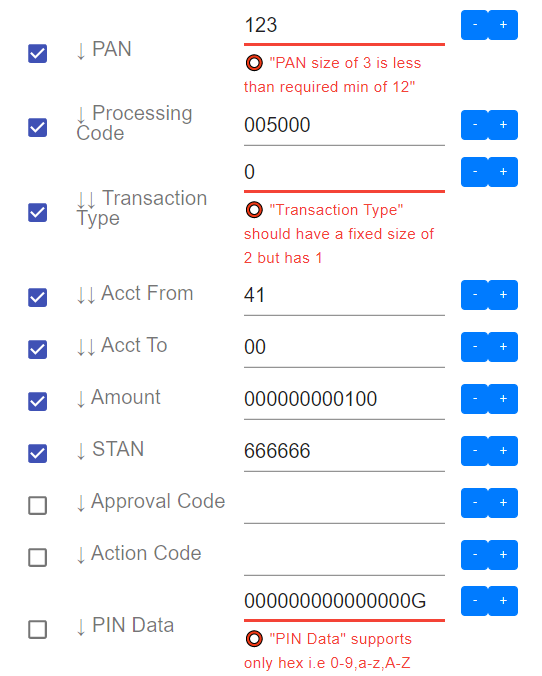 123
- +
↓ PAN
"PAN size of 3 is less
than required min of 12"
↓ Processing
Code
005000
- +
0
- +
↓↓ Transaction
Type
"Transaction Type"
should have a fixed size of
2 but has 1
↓↓ Acct From
41
- +
↓↓ Acct To
00
- +
↓ Amount
000000000100
- +
↓ STAN
666666
- +
↓ Approval Code
- +
↓ Action Code
- +
000000000000000G
- +
↓ PIN Data
"PIN Data" supports
only hex i.e 0-9,a-z,A-Z